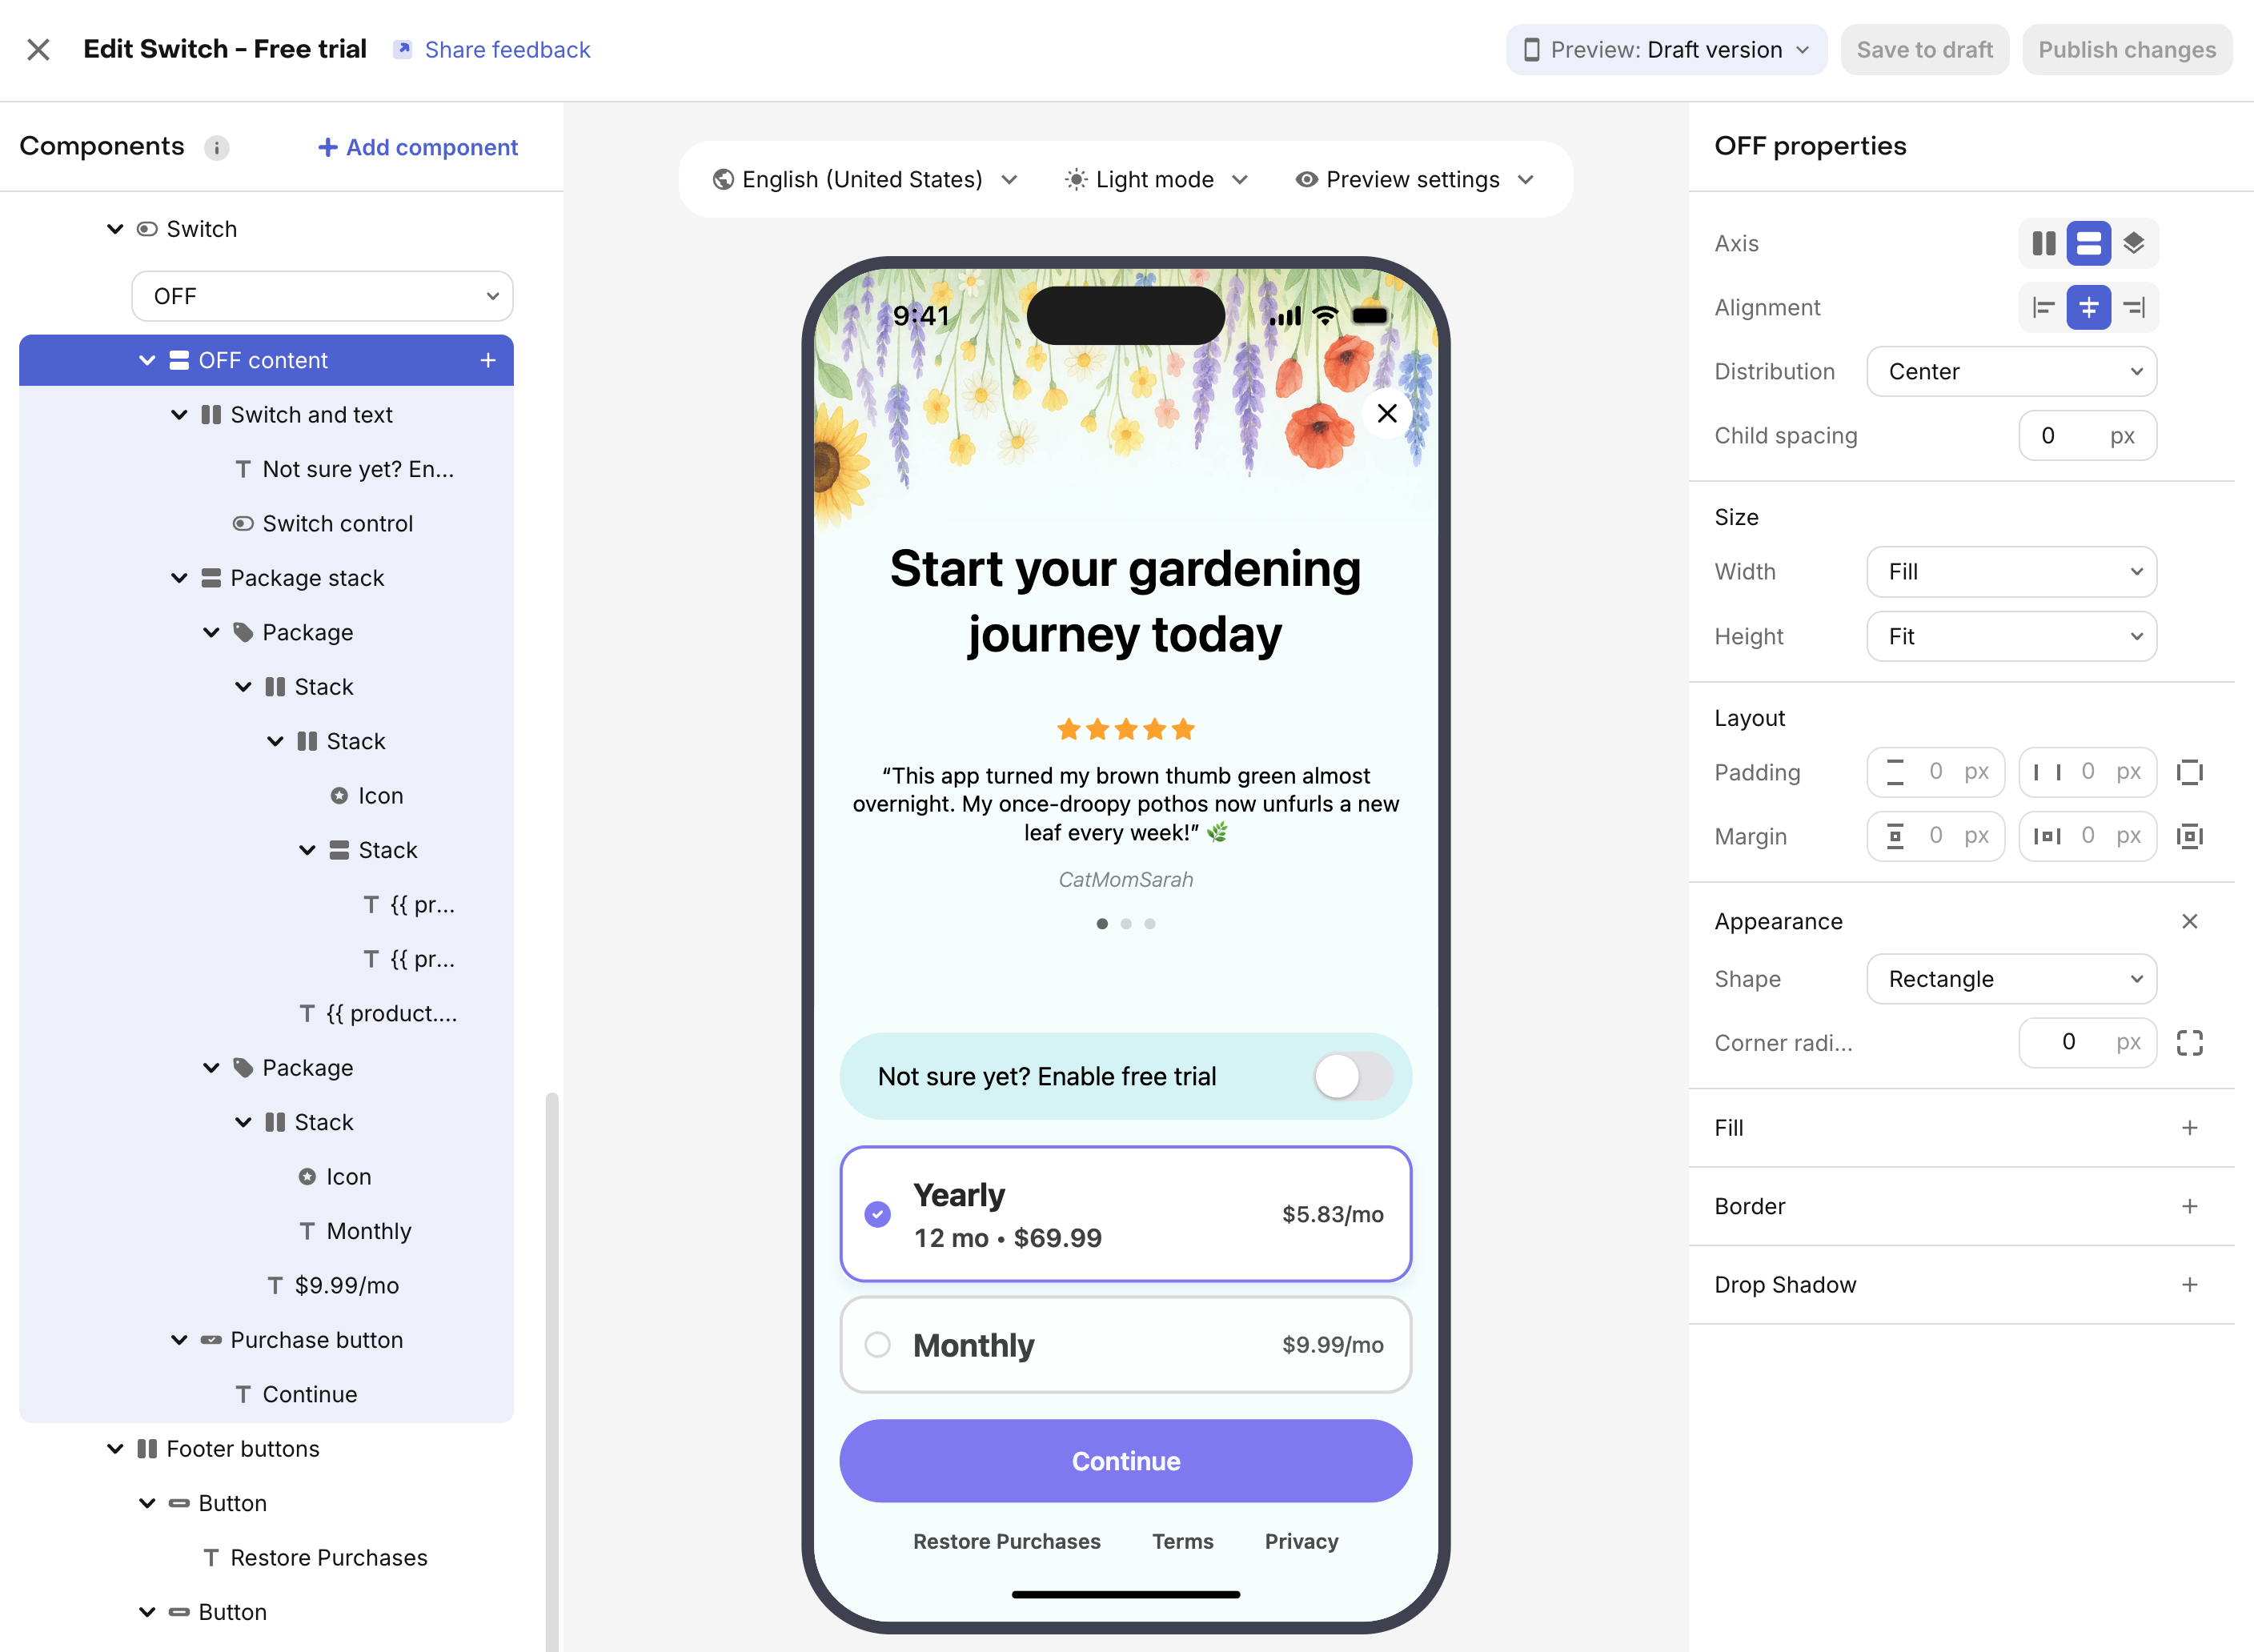 Edit Switch – Free trial
Share feedback
Preview: Draft version
Save to draft
Publish changes
Components
Add component
Switch
OFF
OFF content
Switch and text
Not sure yet? En...
Switch control
Package stack
Package
Stack
Stack
Icon
Stack
{{ pr...
{{ pr...
{{ product....
Package
Stack
Icon
Monthly
$9.99/mo
Purchase button
Continue
Footer buttons
Button
Restore Purchases
Button
English (United States)
Light mode
Preview settings
9:41
Start your gardening
journey today
“This app turned my brown thumb green almost
overnight. My once-droopy pothos now unfurls a new
leaf every week!” 🌿
CatMomSarah
Not sure yet? Enable free trial
Yearly
12 mo • $69.99
$5.83/mo
Monthly
$9.99/mo
Continue
Restore Purchases
Terms
Privacy
OFF properties
Axis
Alignment
Distribution
Center
Child spacing
0 px
Size
Width
Fill
Height
Fit
Layout
Padding
0 px
0 px
Margin
0 px
0 px
Appearance
Shape
Rectangle
Corner radi...
0 px
Fill
Border
Drop Shadow